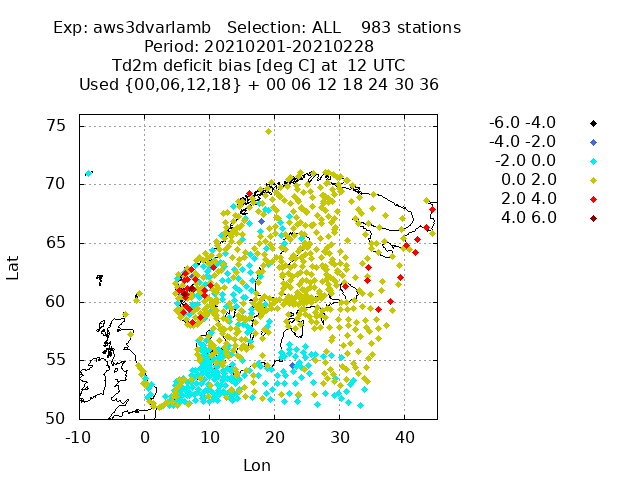 Exp: aws3dvarlamb   Selection: ALL    983 stations
Period: 20210201-20210228
Td2m deficit bias [deg C] at  12 UTC
Used {00,06,12,18} + 00 06 12 18 24 30 36
-6.0 -4.0
-4.0 -2.0
-2.0 0.0
0.0 2.0
2.0 4.0
4.0 6.0
75
70
65
60
55
50
Lat
-10 0 10 20 30 40
Lon